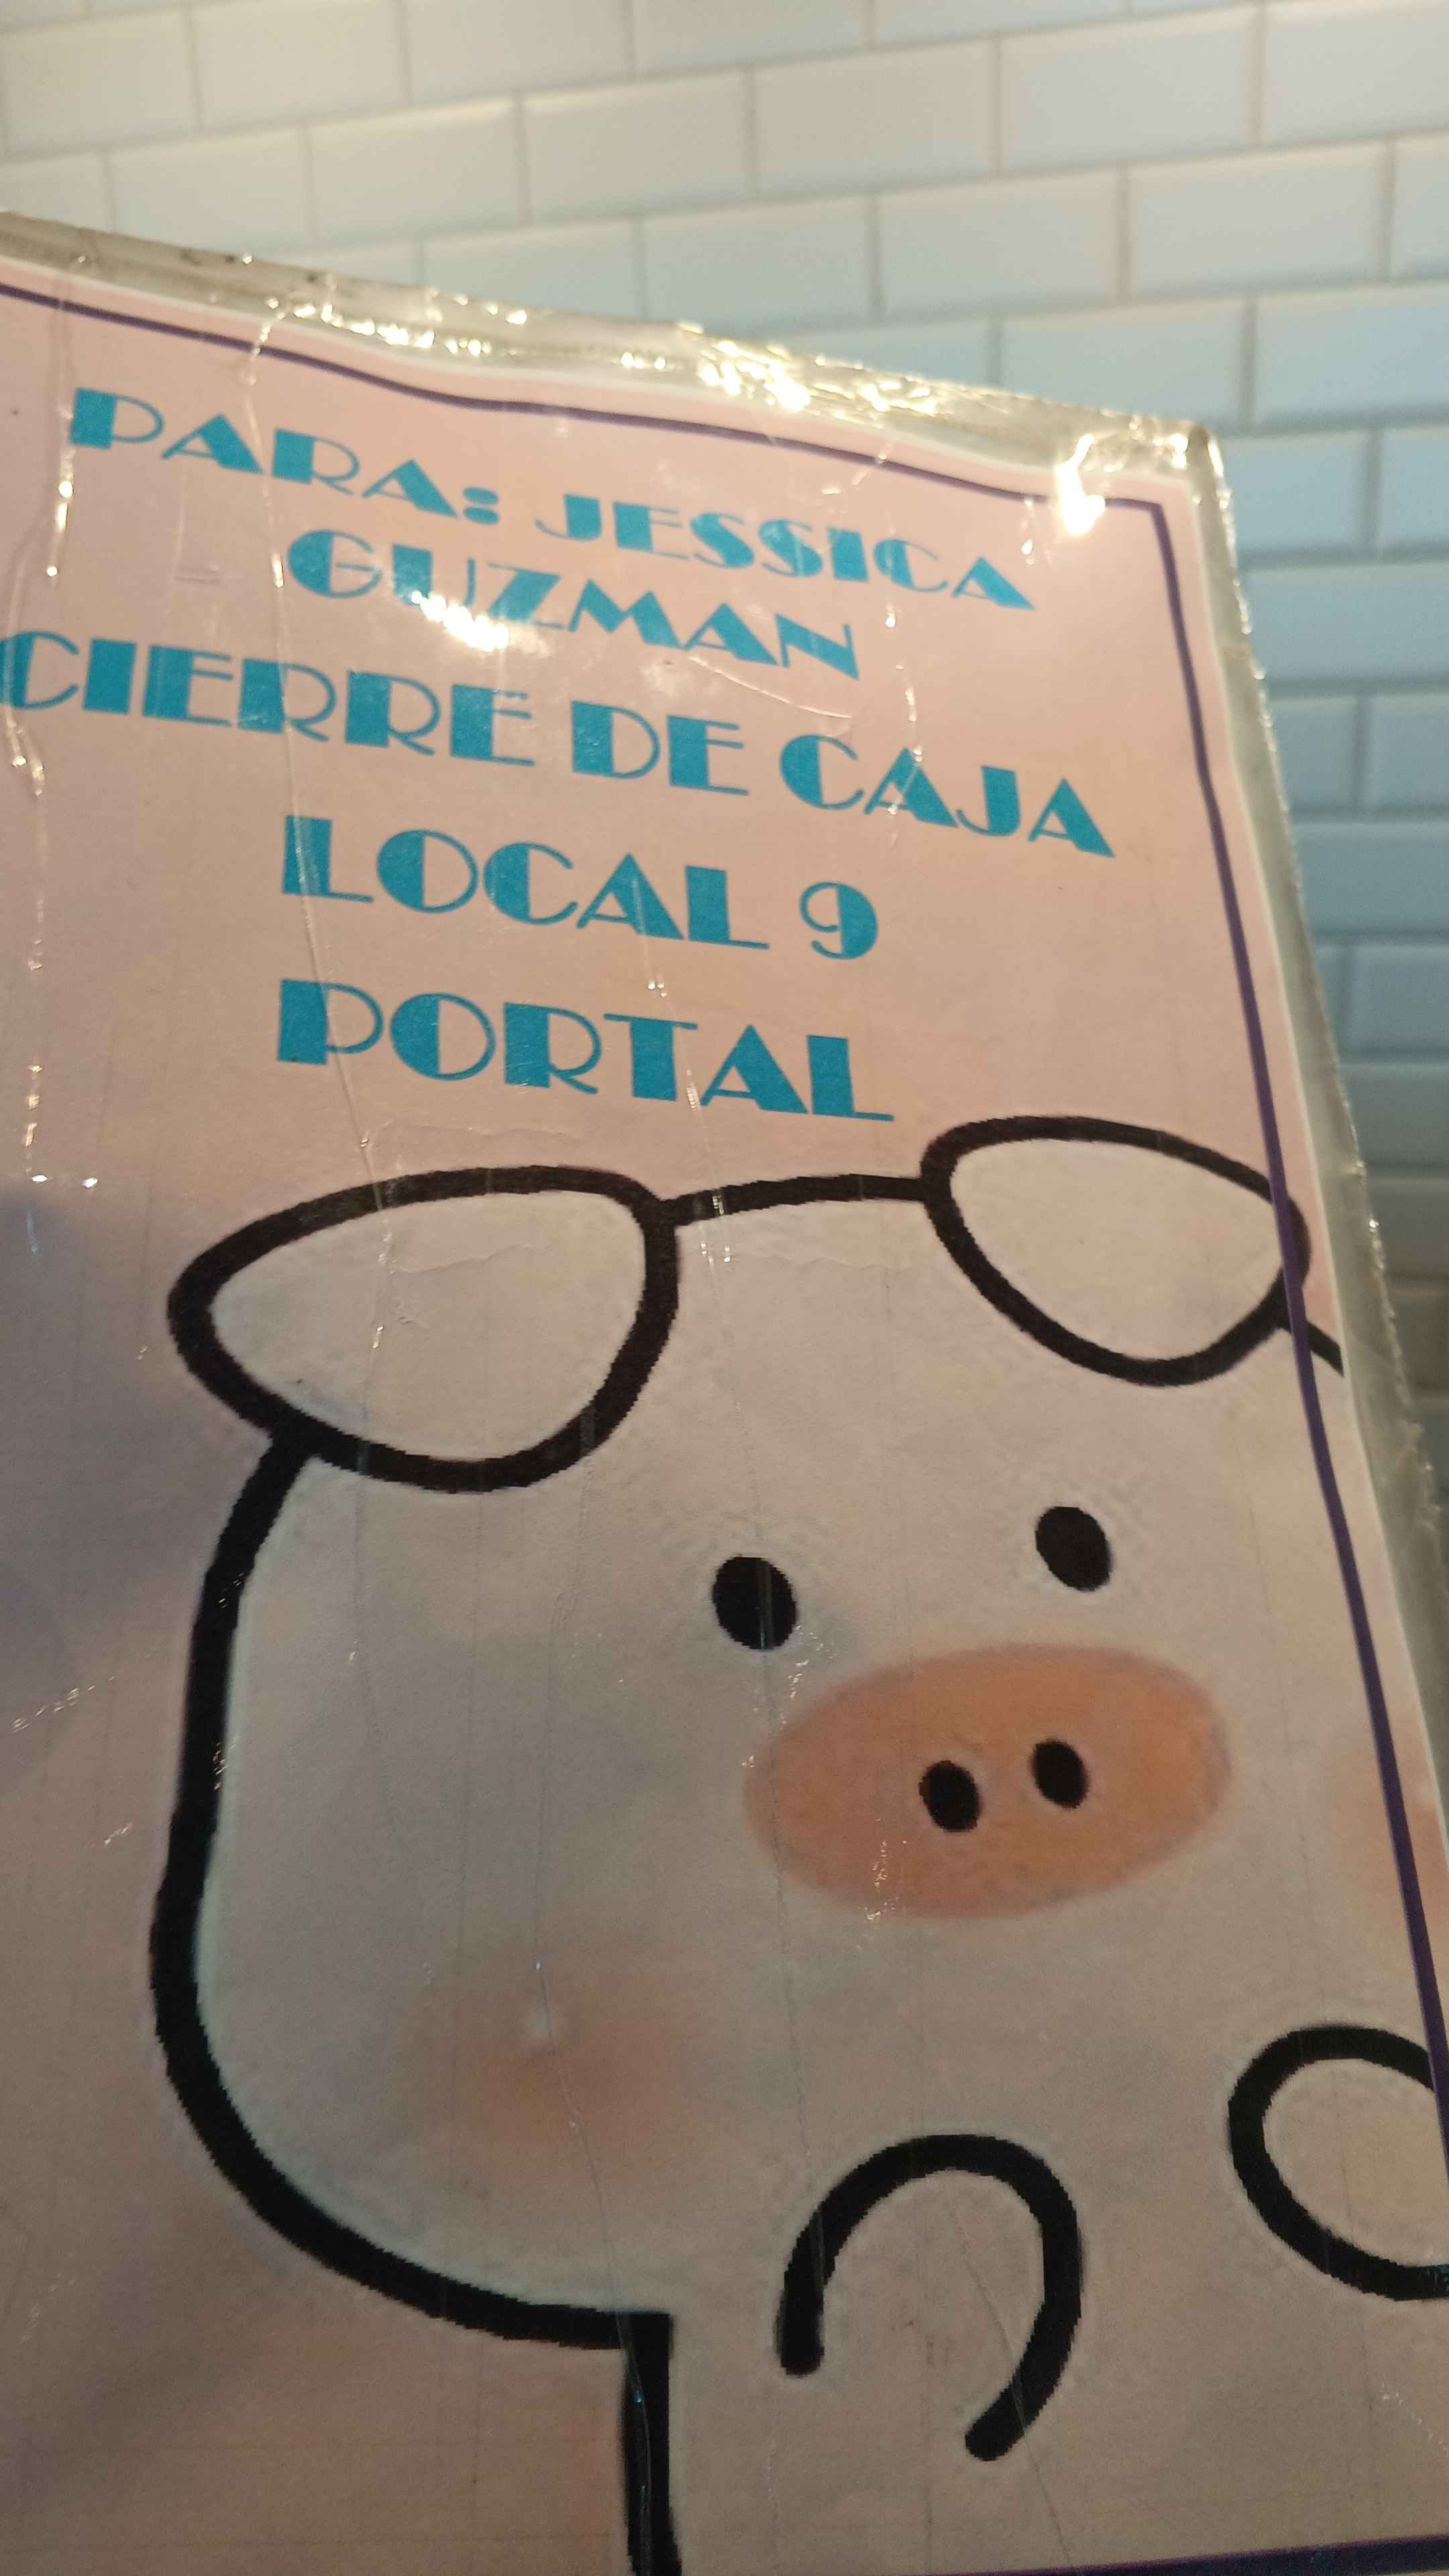 PARA: JESSICA
GUZMAN
CIERRE DE CAJA
LOCAL 9
PORTAL